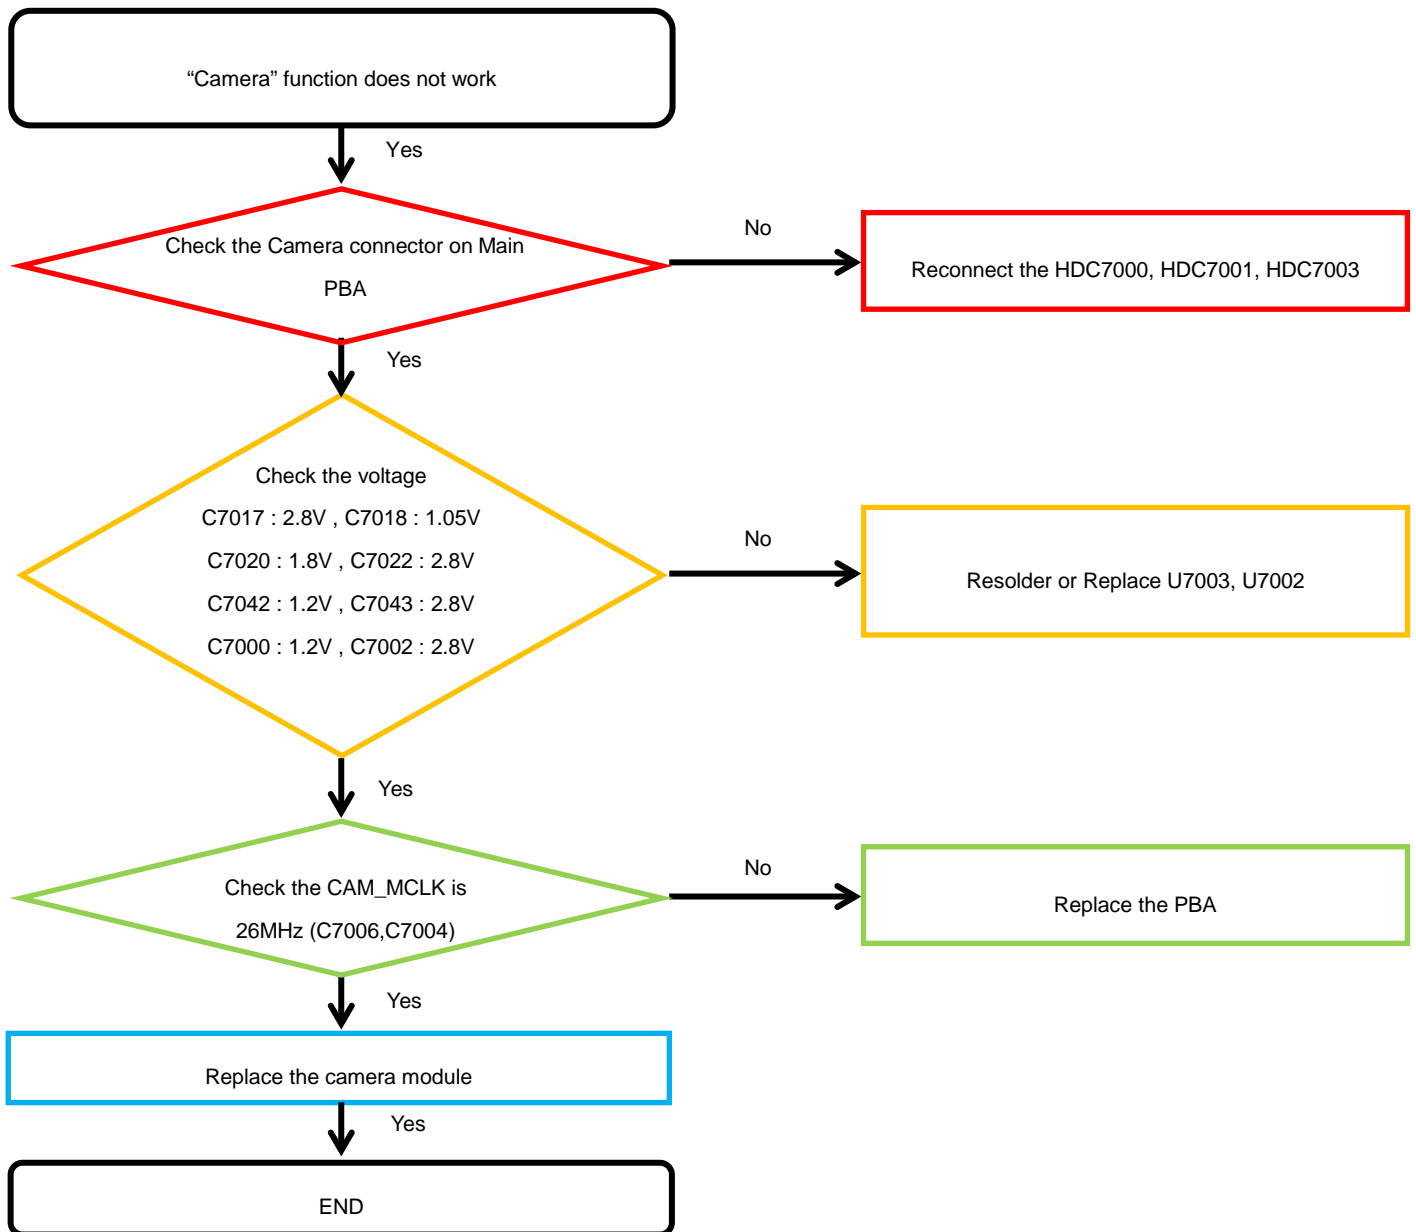 “Camera” function does not work
Yes
Check the Camera connector on Main
PBA
No
Reconnect the HDC7000, HDC7001, HDC7003
Yes
Check the voltage
C7017 : 2.8V , C7018 : 1.05V
C7020 : 1.8V , C7022 : 2.8V
C7042 : 1.2V , C7043 : 2.8V
C7000 : 1.2V , C7002 : 2.8V
No
Resolder or Replace U7003, U7002
Yes
Check the CAM_MCLK is
26MHz (C7006,C7004)
No
Replace the PBA
Yes
Replace the camera module
Yes
END